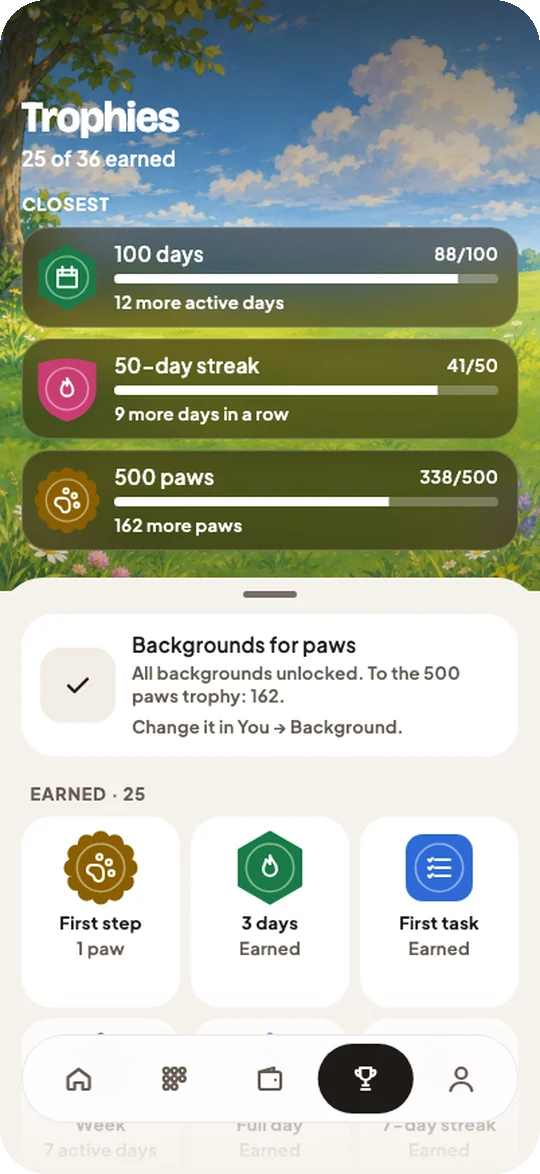 Trophies
25 of 36 earned
CLOSEST
100 days 88/100
12 more active days
50-day streak 41/50
9 more days in a row
500 paws 338/500
162 more paws
Backgrounds for paws
All backgrounds unlocked. To the 500
paws trophy: 162.
Change it in You → Background.
EARNED · 25
First step 3 days First task
1 paw Earned Earned
Week Full day 7-day streak
7 active days Earned Earned